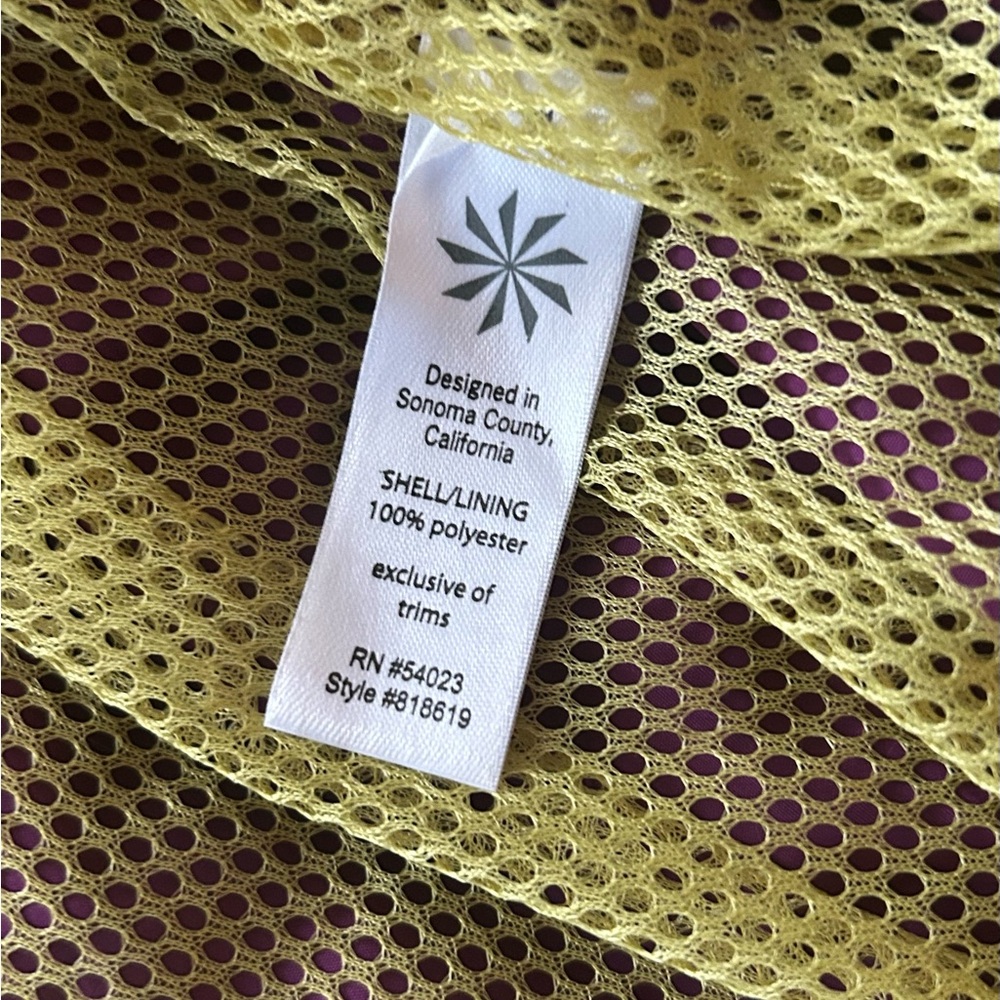 Designed in
Sonoma County,
California
SHELL/LINING
100% polyester
exclusive of
trims
RN #54023
Style #818619